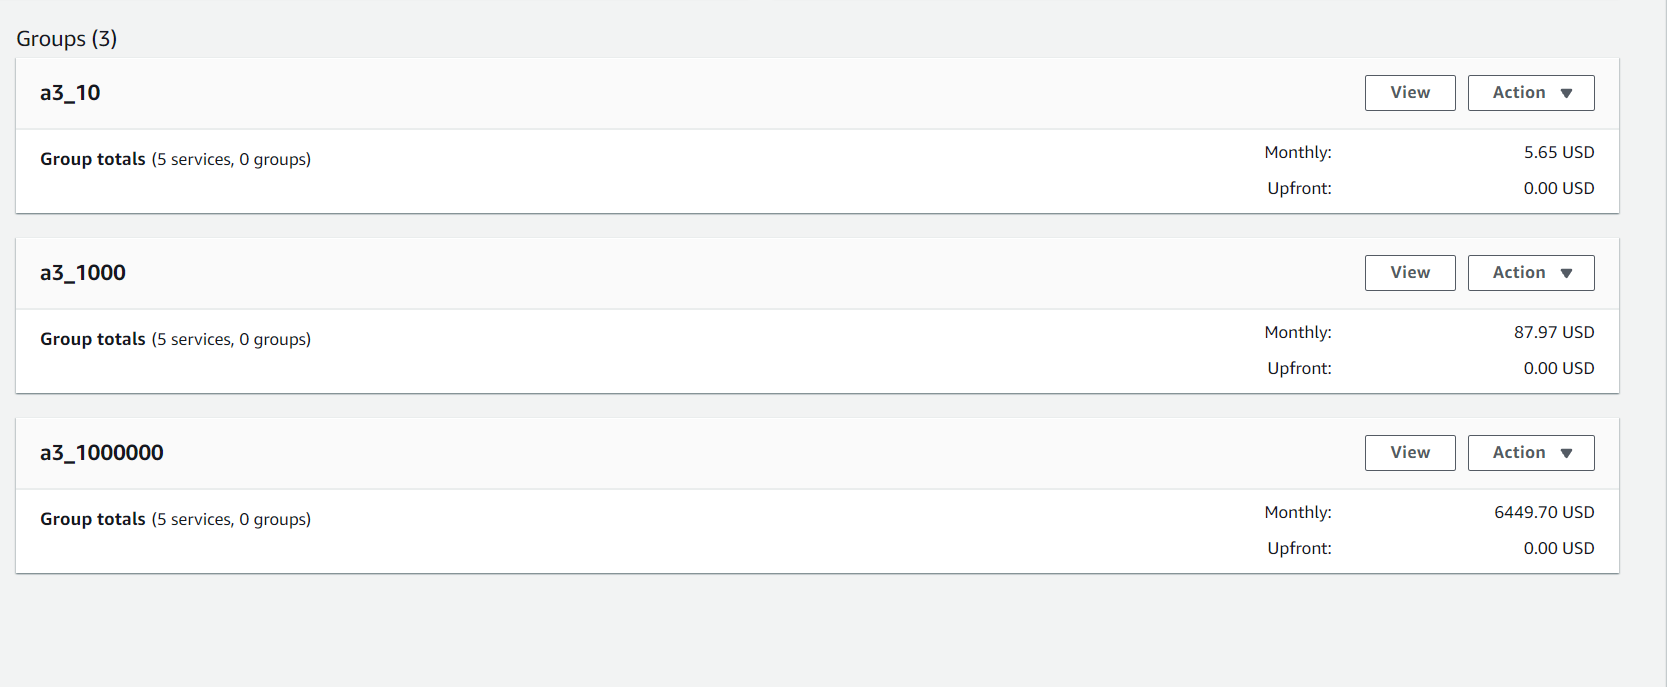 Groups (3)
a3_10
View
Action
Group totals (5 services, 0 groups)
Monthly: 5.65 USD
Upfront: 0.00 USD
a3_1000
View
Action
Group totals (5 services, 0 groups)
Monthly: 87.97 USD
Upfront: 0.00 USD
a3_1000000
View
Action
Group totals (5 services, 0 groups)
Monthly: 6449.70 USD
Upfront: 0.00 USD